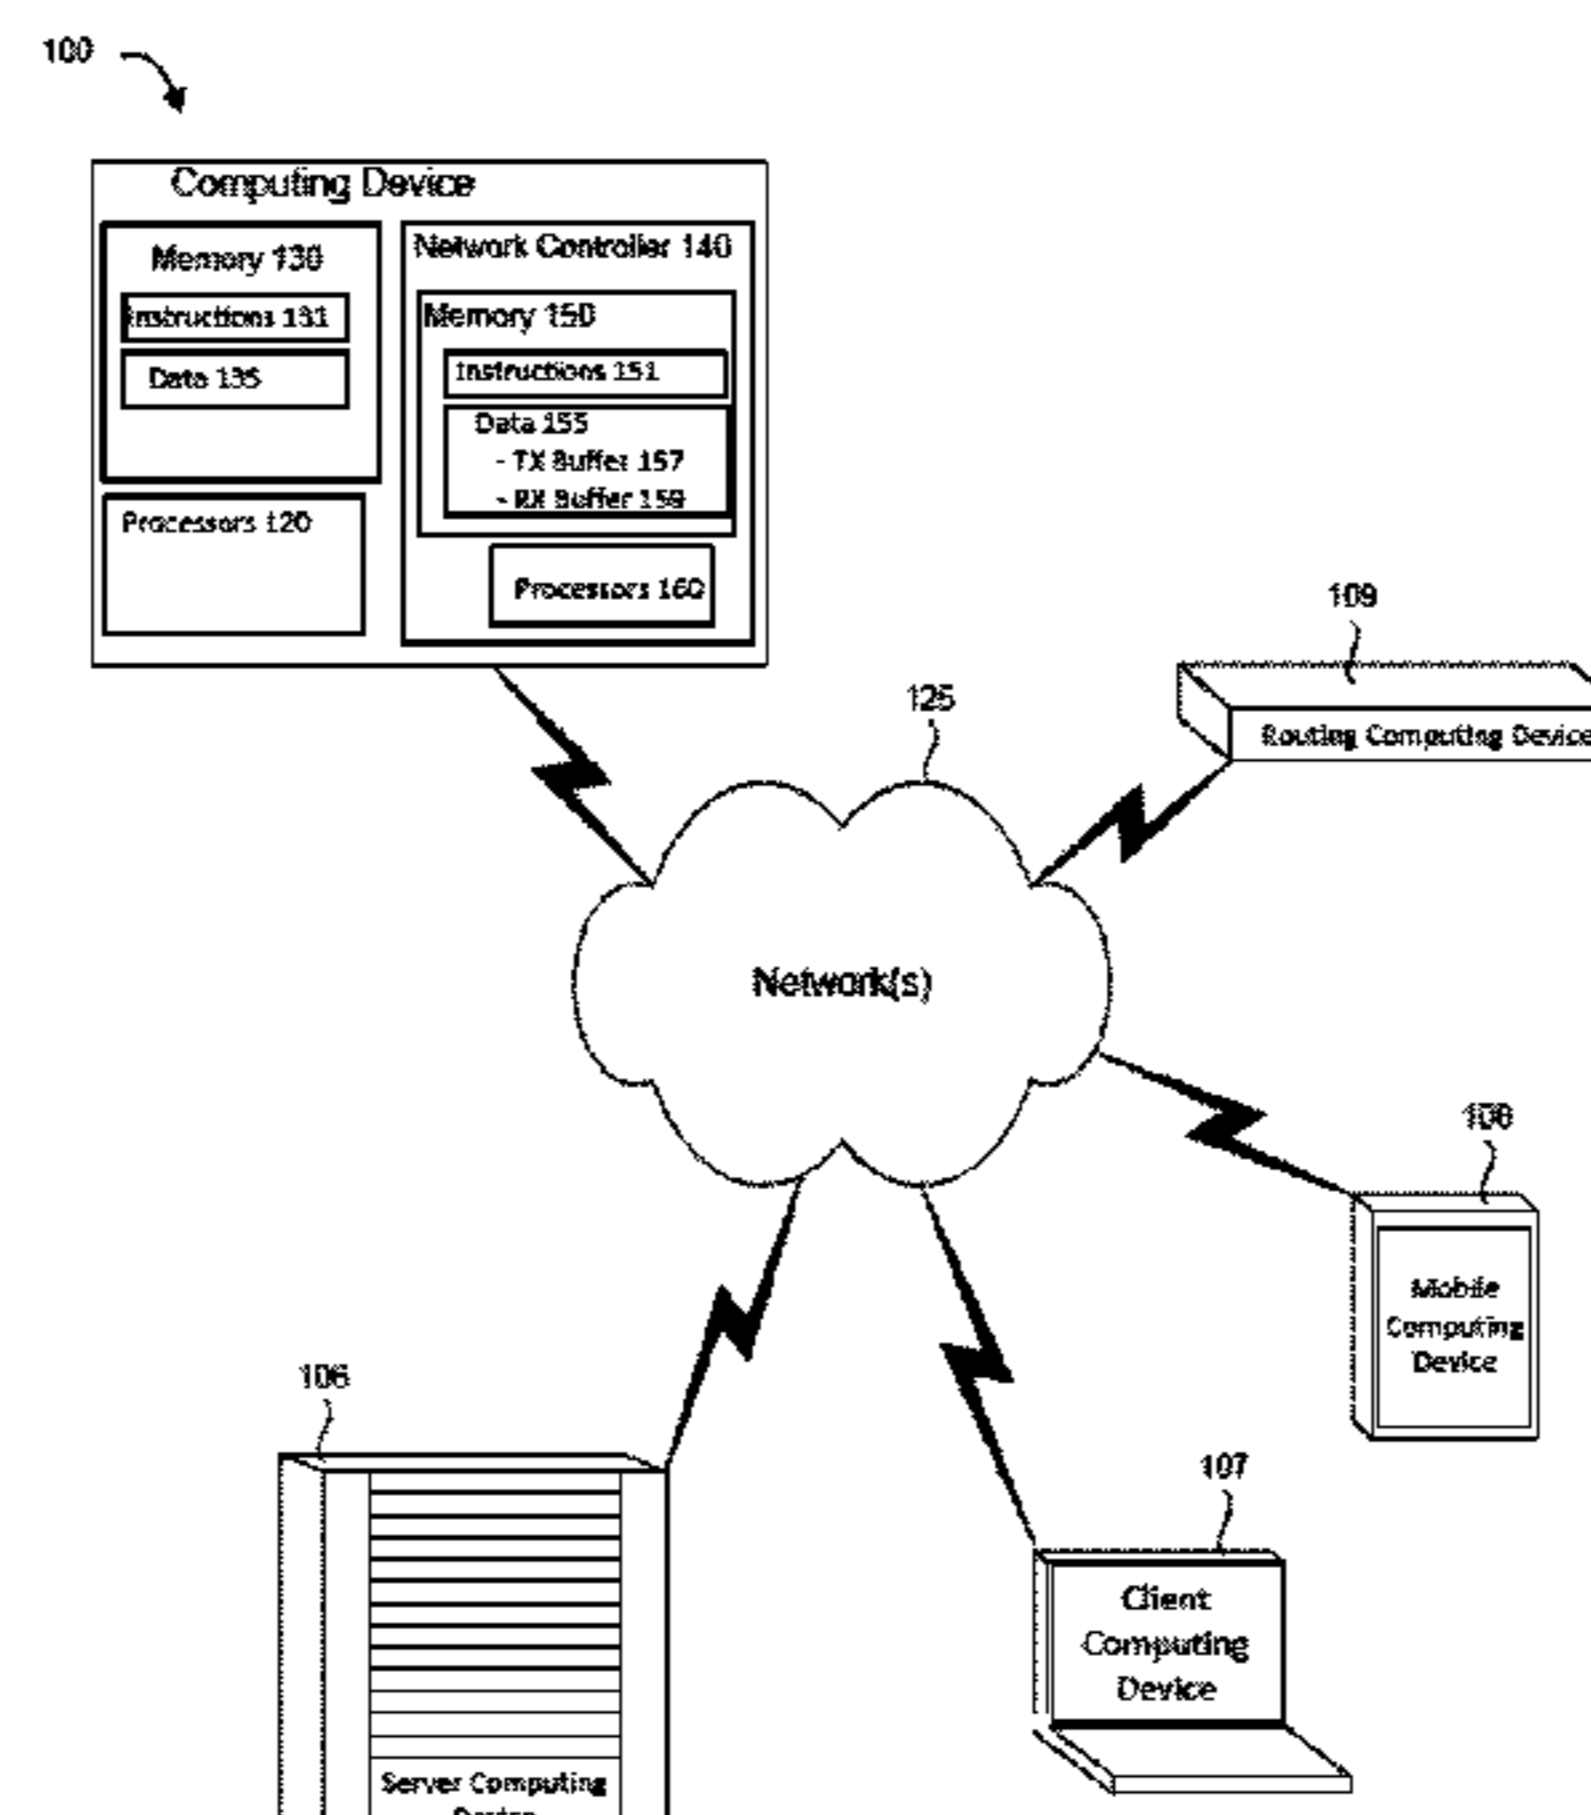 100
Computing Device
Memory 130
Instructions 131
Data 135
Processors 120
Network Controller 140
Memory 150
Instructions 151
Data 155
- TX Buffer 157
- RX Buffer 159
Processors 160
109
Routing Computing Device
125
Network(s)
108
Mobile
Computing
Device
106
Server Computing
Device
107
Client
Computing
Device